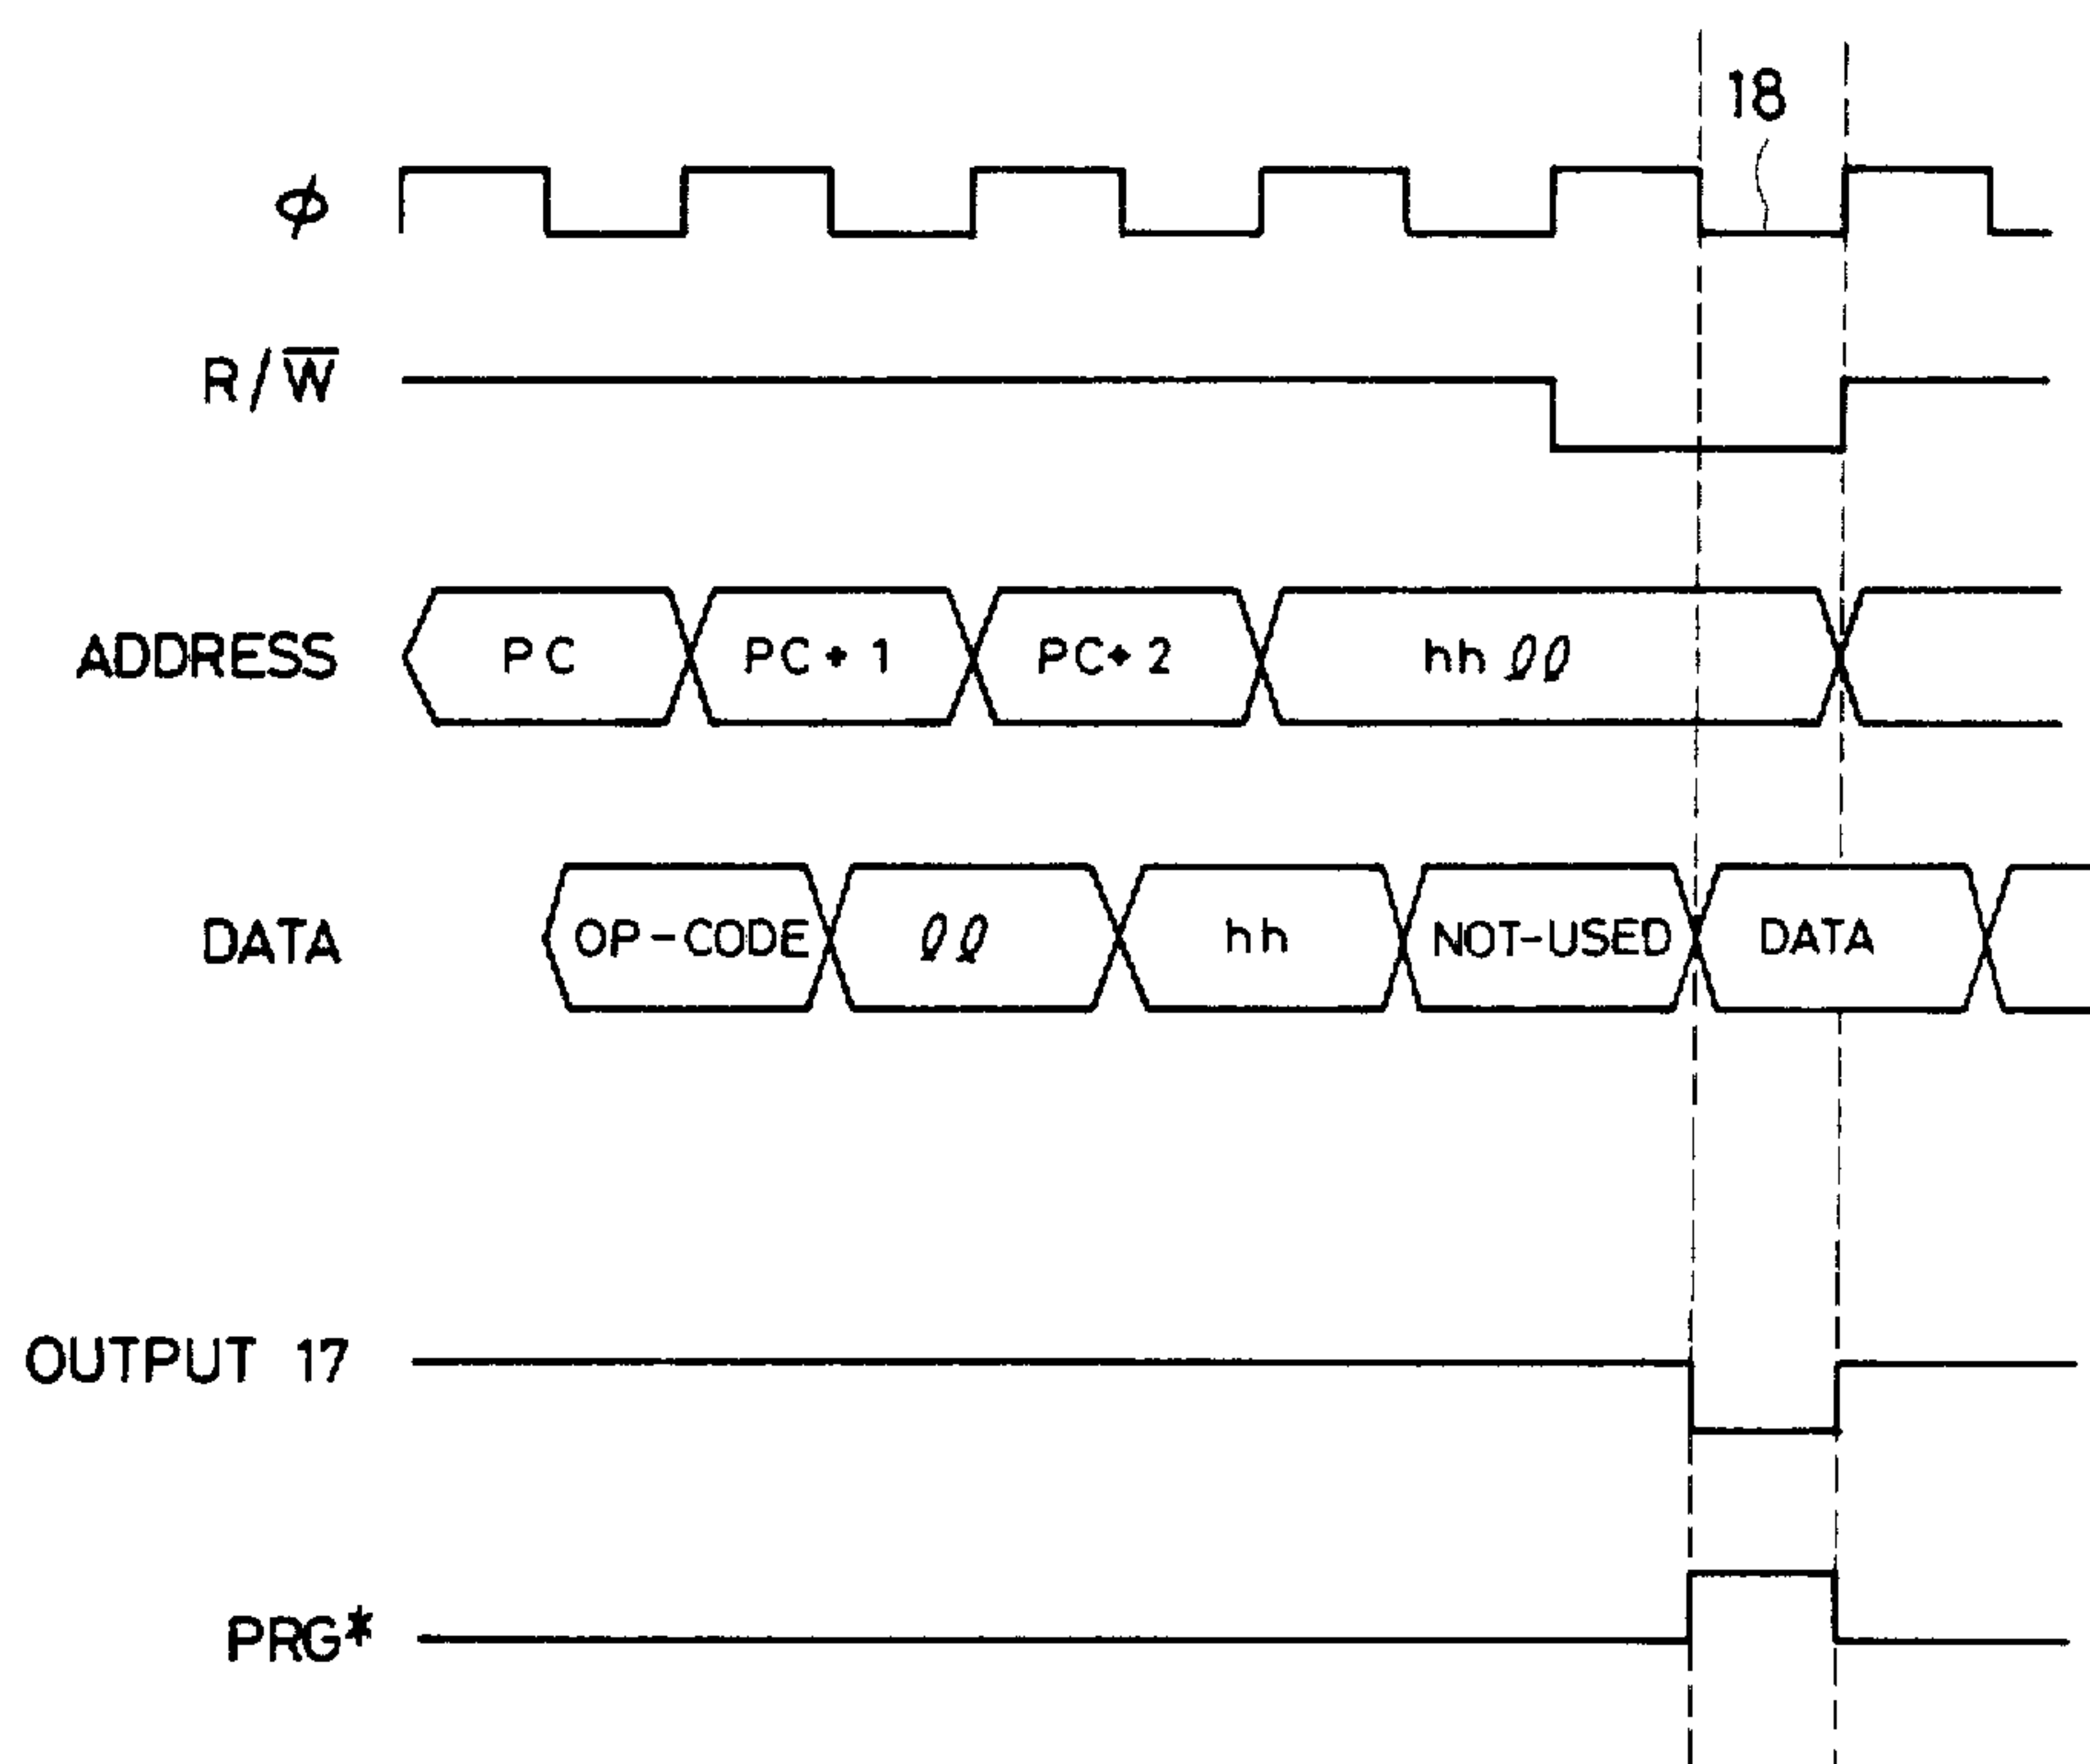 18
ϕ
R/W̅
ADDRESS PC PC+1 PC+2 hh ℓℓ
DATA OP-CODE ℓℓ hh NOT-USED DATA
OUTPUT 17
PRG*